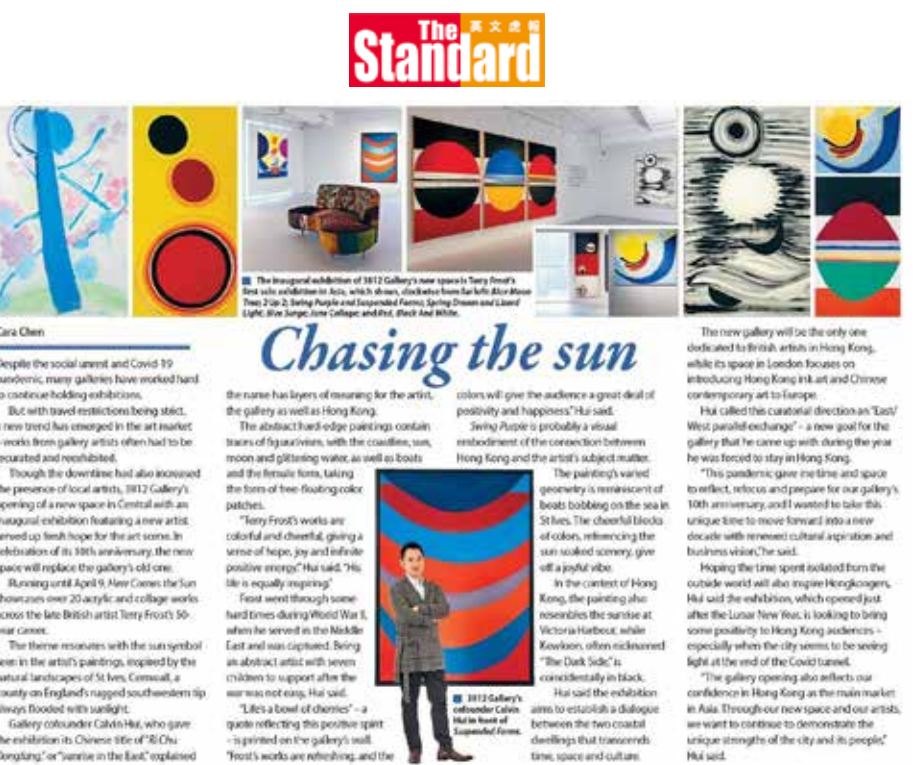 The
Standard
英文虎報
The inaugural exhibition of 3812 Gallery's new space is Terry Frost's
first solo exhibition in Asia, which shows, clockwise from far left: Blue Moon
Tree; 2 Up 2; Swing Purple and Suspended Forms; Spring Dream and Lizard
Light; Blue Surge; June Collage; and Red, Black And White.
Chasing the sun
Cara Chen
Despite the social unrest and Covid-19
pandemic, many galleries have worked hard
to continue holding exhibitions.
But with travel restrictions being strict,
a new trend has emerged in the art market
- works from gallery artists often had to be
recurated and reexhibited.
Though the downtime had also increased
the presence of local artists, 3812 Gallery's
opening of a new space in Central with an
inaugural exhibition featuring a new artist
served up fresh hope for the art scene. In
celebration of its 10th anniversary, the new
space will replace the gallery's old one.
Running until April 9, Here Comes the Sun
showcases over 20 acrylic and collage works
across the late British artist Terry Frost's 50-
year career.
The theme resonates with the sun symbol
seen in the artist's paintings, inspired by the
natural landscapes of St Ives, Cornwall, a
county on England's rugged southwestern tip
always flooded with sunlight.
Gallery cofounder Calvin Hui, who gave
the exhibition its Chinese title of "Ri Chu
Dongfang," or "sunrise in the East," explained
the name has layers of meaning for the artist,
the gallery as well as Hong Kong.
The abstract hard-edge paintings contain
traces of figurativism, with the coastline, sun,
moon and glittering water, as well as boats
and the female form, taking
the form of free-floating color
patches.
"Terry Frost's works are
colorful and cheerful, giving a
sense of hope, joy and infinite
positive energy," Hui said. "His
life is equally inspiring."
Frost went through some
hard times during World War II,
when he served in the Middle
East and was captured. Being
an abstract artist with seven
children to support after the
war was not easy, Hui said.
"Life's a bowl of cherries" - a
quote reflecting this positive spirit
- is printed on the gallery's wall.
"Frost's works are refreshing, and the
colors will give the audience a great deal of
positivity and happiness," Hui said.
Swing Purple is probably a visual
embodiment of the connection between
Hong Kong and the artist's subject matter.
The painting's varied
geometry is reminiscent of
boats bobbing on the sea in
St Ives. The cheerful blocks
of colors, referencing the
sun-soaked scenery, give
off a joyful vibe.
In the context of Hong
Kong, the painting also
resembles the sunrise at
Victoria Harbour, while
Kowloon, often nicknamed
"The Dark Side," is
coincidentally in black.
Hui said the exhibition
aims to establish a dialogue
between the two coastal
dwellings that transcends
time, space and culture.
3812 Gallery's
cofounder Calvin
Hui in front of
Suspended Forms.
The new gallery will be the only one
dedicated to British artists in Hong Kong,
while its space in London focuses on
introducing Hong Kong ink art and Chinese
contemporary art to Europe.
Hui called this curatorial direction an "East/
West parallel exchange" - a new goal for the
gallery that he came up with during the year
he was forced to stay in Hong Kong.
"This pandemic gave me time and space
to reflect, refocus and prepare for our gallery's
10th anniversary, and I wanted to take this
unique time to move forward into a new
decade with renewed cultural aspiration and
business vision," he said.
Hoping the time spent isolated from the
outside world will also inspire Hongkongers,
Hui said the exhibition, which opened just
after the Lunar New Year, is looking to bring
some positivity to Hong Kong audiences -
especially when the city seems to be seeing
light at the end of the Covid tunnel.
"The gallery opening also reflects our
confidence in Hong Kong as the main market
in Asia. Through our new space and our artists,
we want to continue to demonstrate the
unique strengths of the city and its people,"
Hui said.